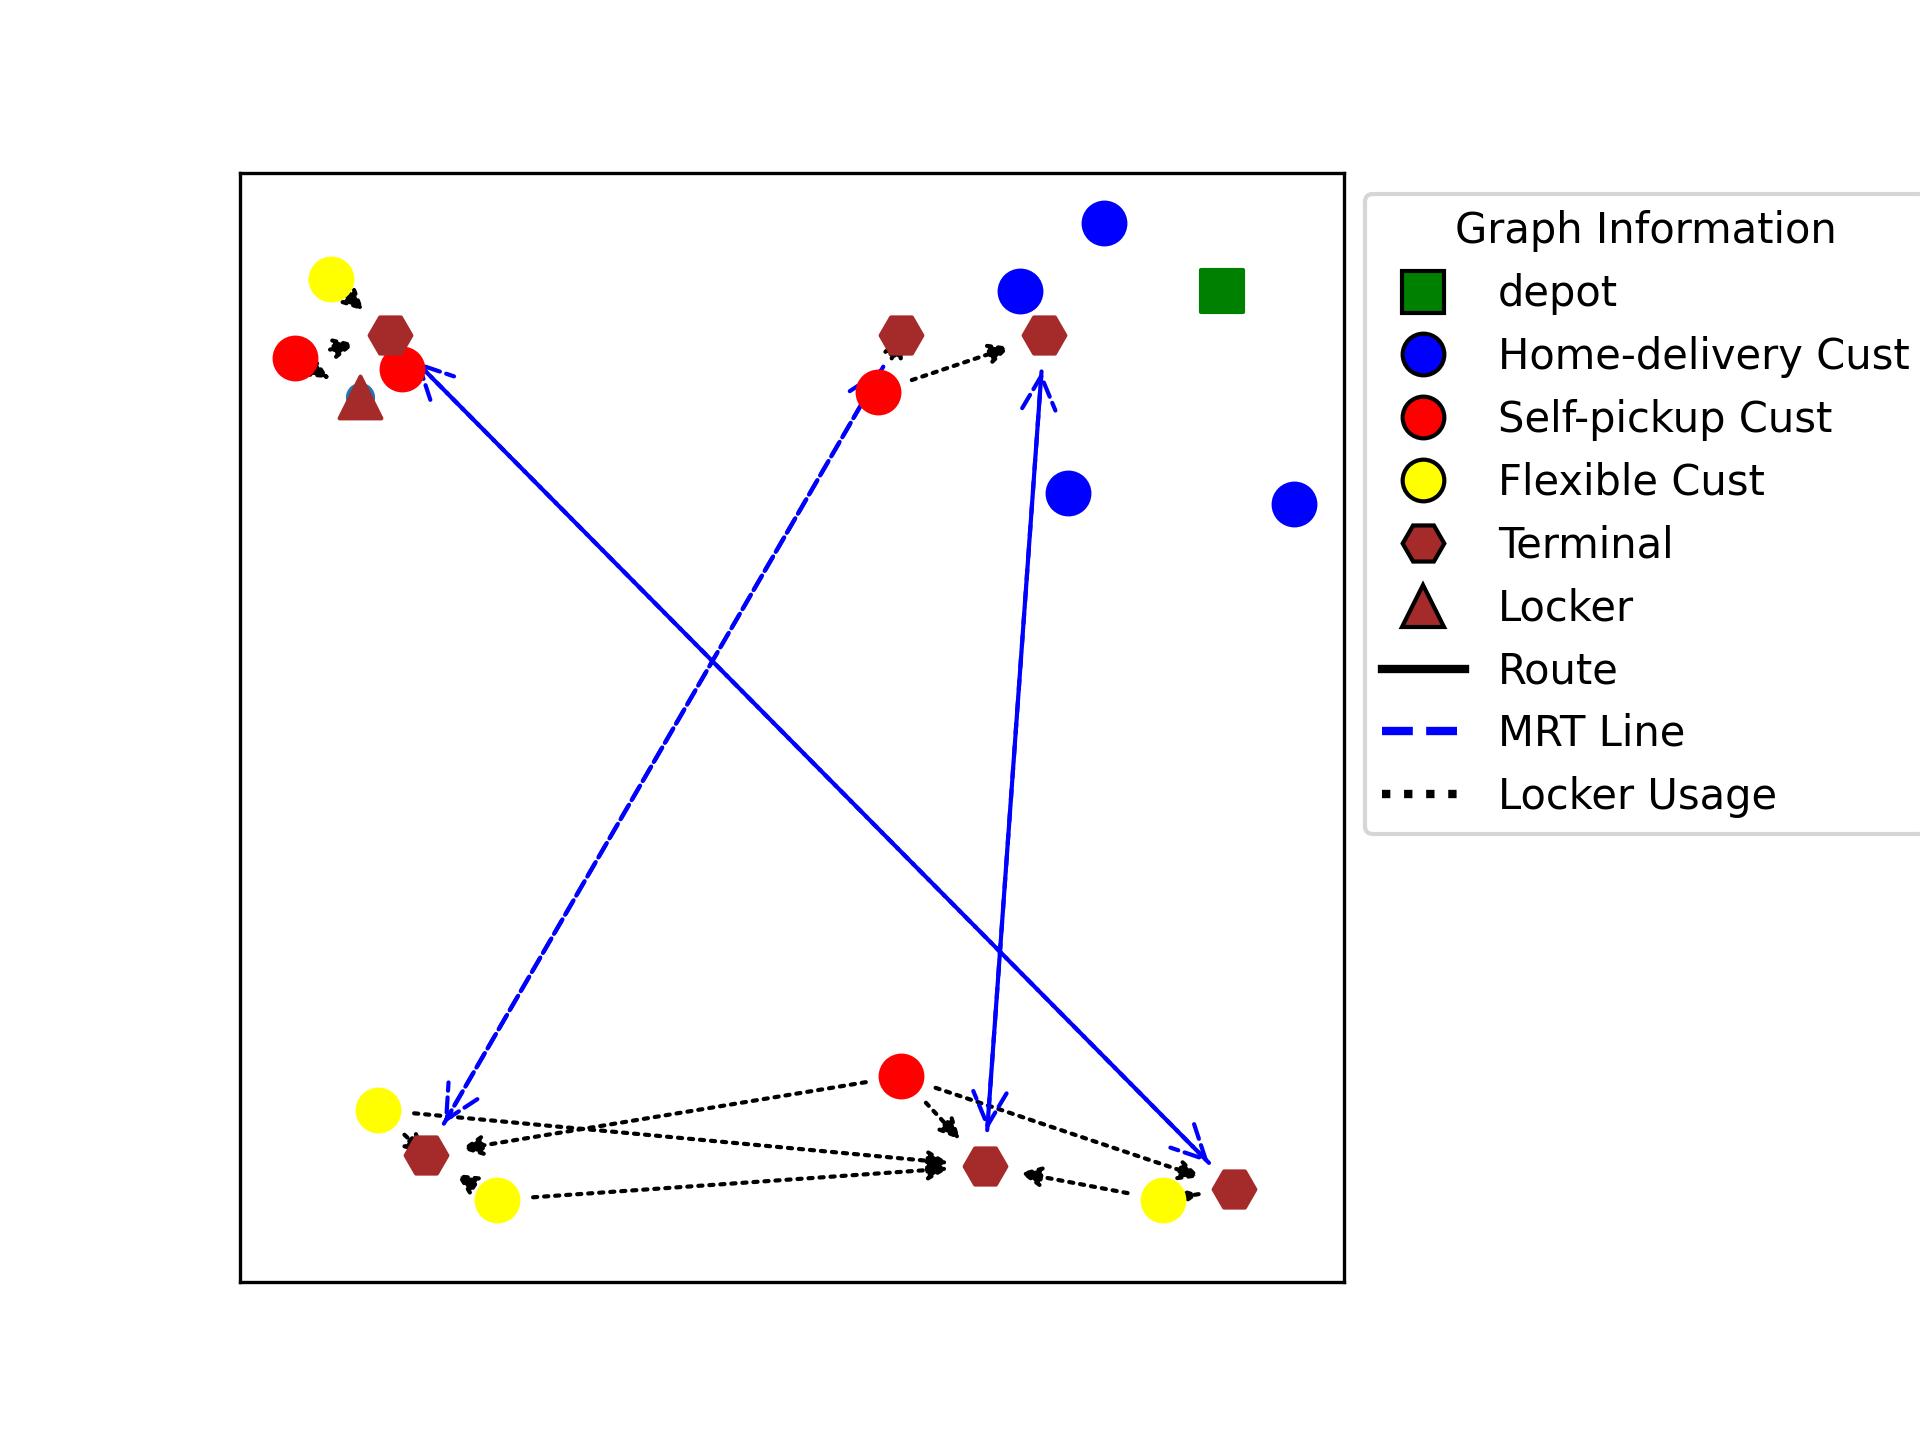 Graph Information
depot
Home-delivery Cust
Self-pickup Cust
Flexible Cust
Terminal
Locker
Route
MRT Line
Locker Usage